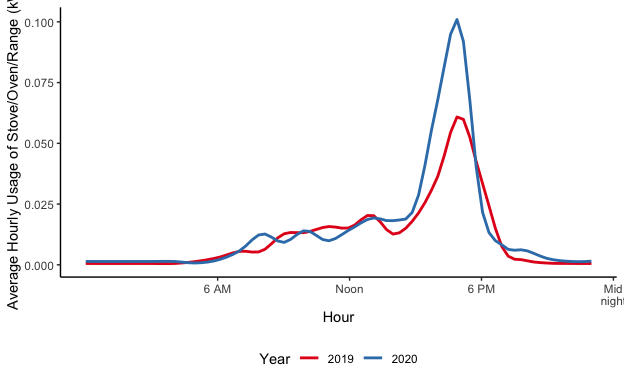 Average Hourly Usage of Stove/Oven/Range
0.100
0.075
0.050
0.025
0.000
6 AM
Noon
6 PM
Mid
night
Hour
Year
2019
2020